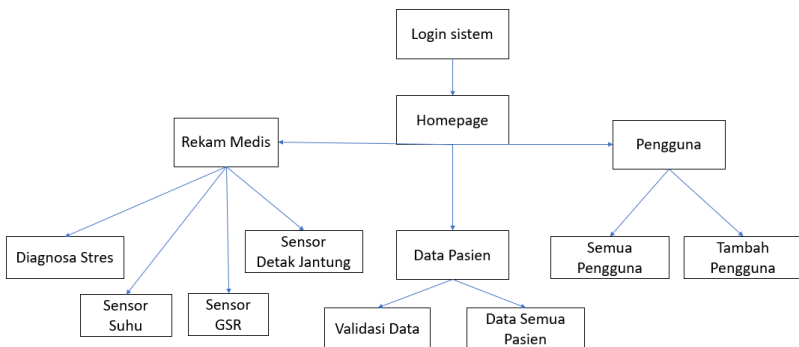 Login sistem
Homepage
Rekam Medis
Pengguna
Diagnosa Stres
Sensor
Suhu
Sensor
GSR
Sensor
Detak Jantung
Data Pasien
Validasi Data
Data Semua
Pasien
Semua
Pengguna
Tambah
Pengguna